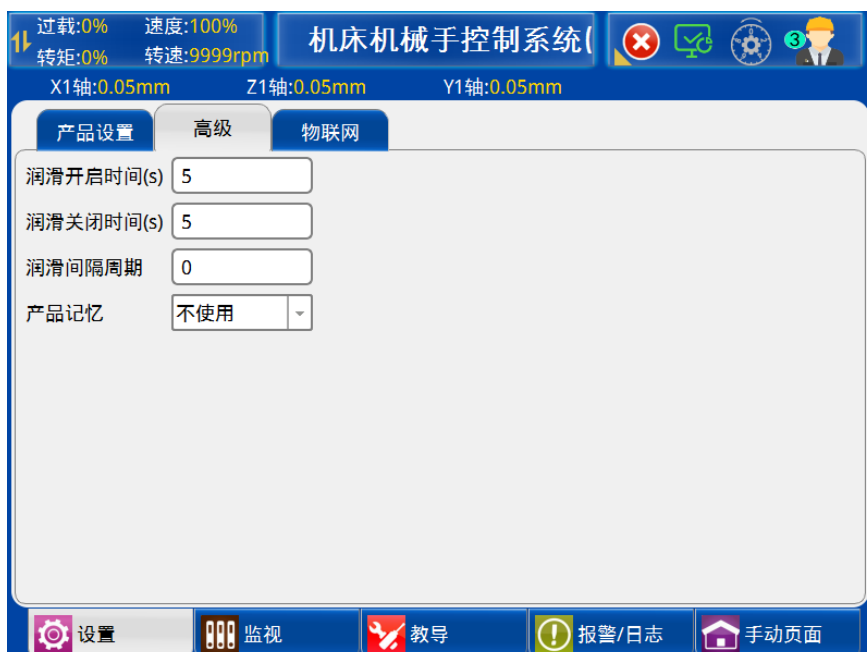 过载:0% 速度:100% 机床机械手控制系统(
转矩:0% 转速:9999rpm 3
X1轴:0.05mm Z1轴:0.05mm Y1轴:0.05mm
产品设置 高级 物联网
润滑开启时间(s) 5
润滑关闭时间(s) 5
润滑间隔周期 0
产品记忆 不使用
设置 监视 教导 报警/日志 手动页面